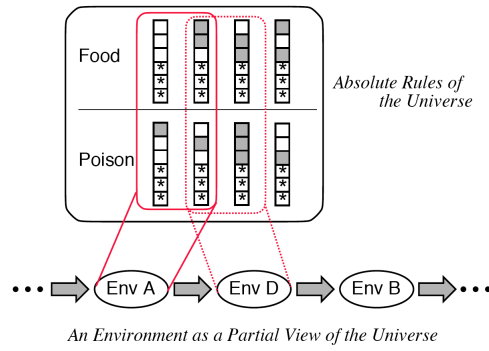 Food
* * * *
* * * *
* * * *
Absolute Rules of
the Universe
Poison
* * * *
* * * *
* * * *
••• Env A Env D Env B •••
An Environment as a Partial View of the Universe